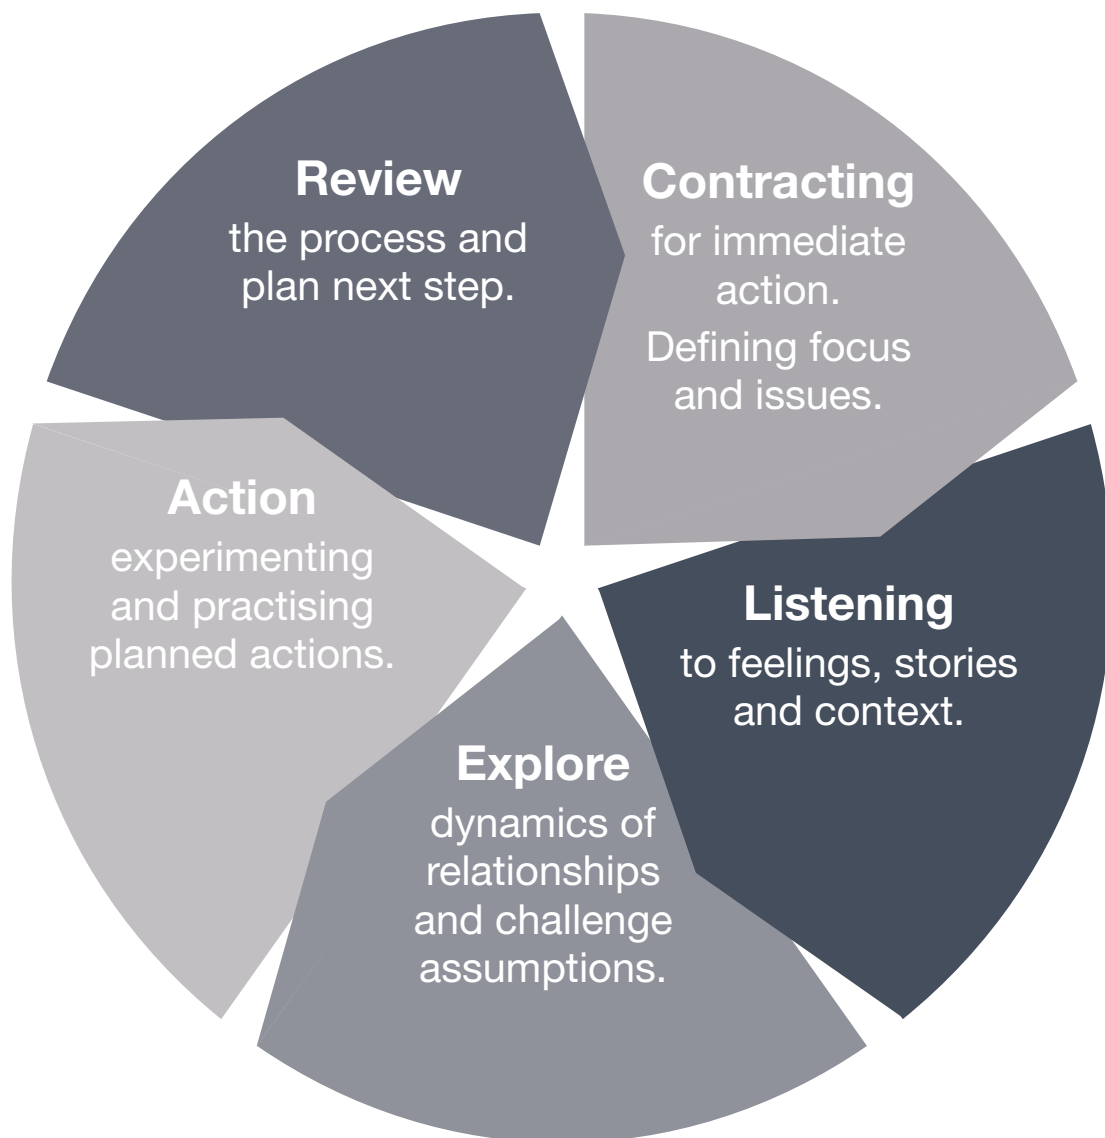 Review
the process and
plan next step.
Contracting
for immediate
action.
Defining focus
and issues.
Listening
to feelings, stories
and context.
Explore
dynamics of
relationships
and challenge
assumptions.
Action
experimenting
and practising
planned actions.